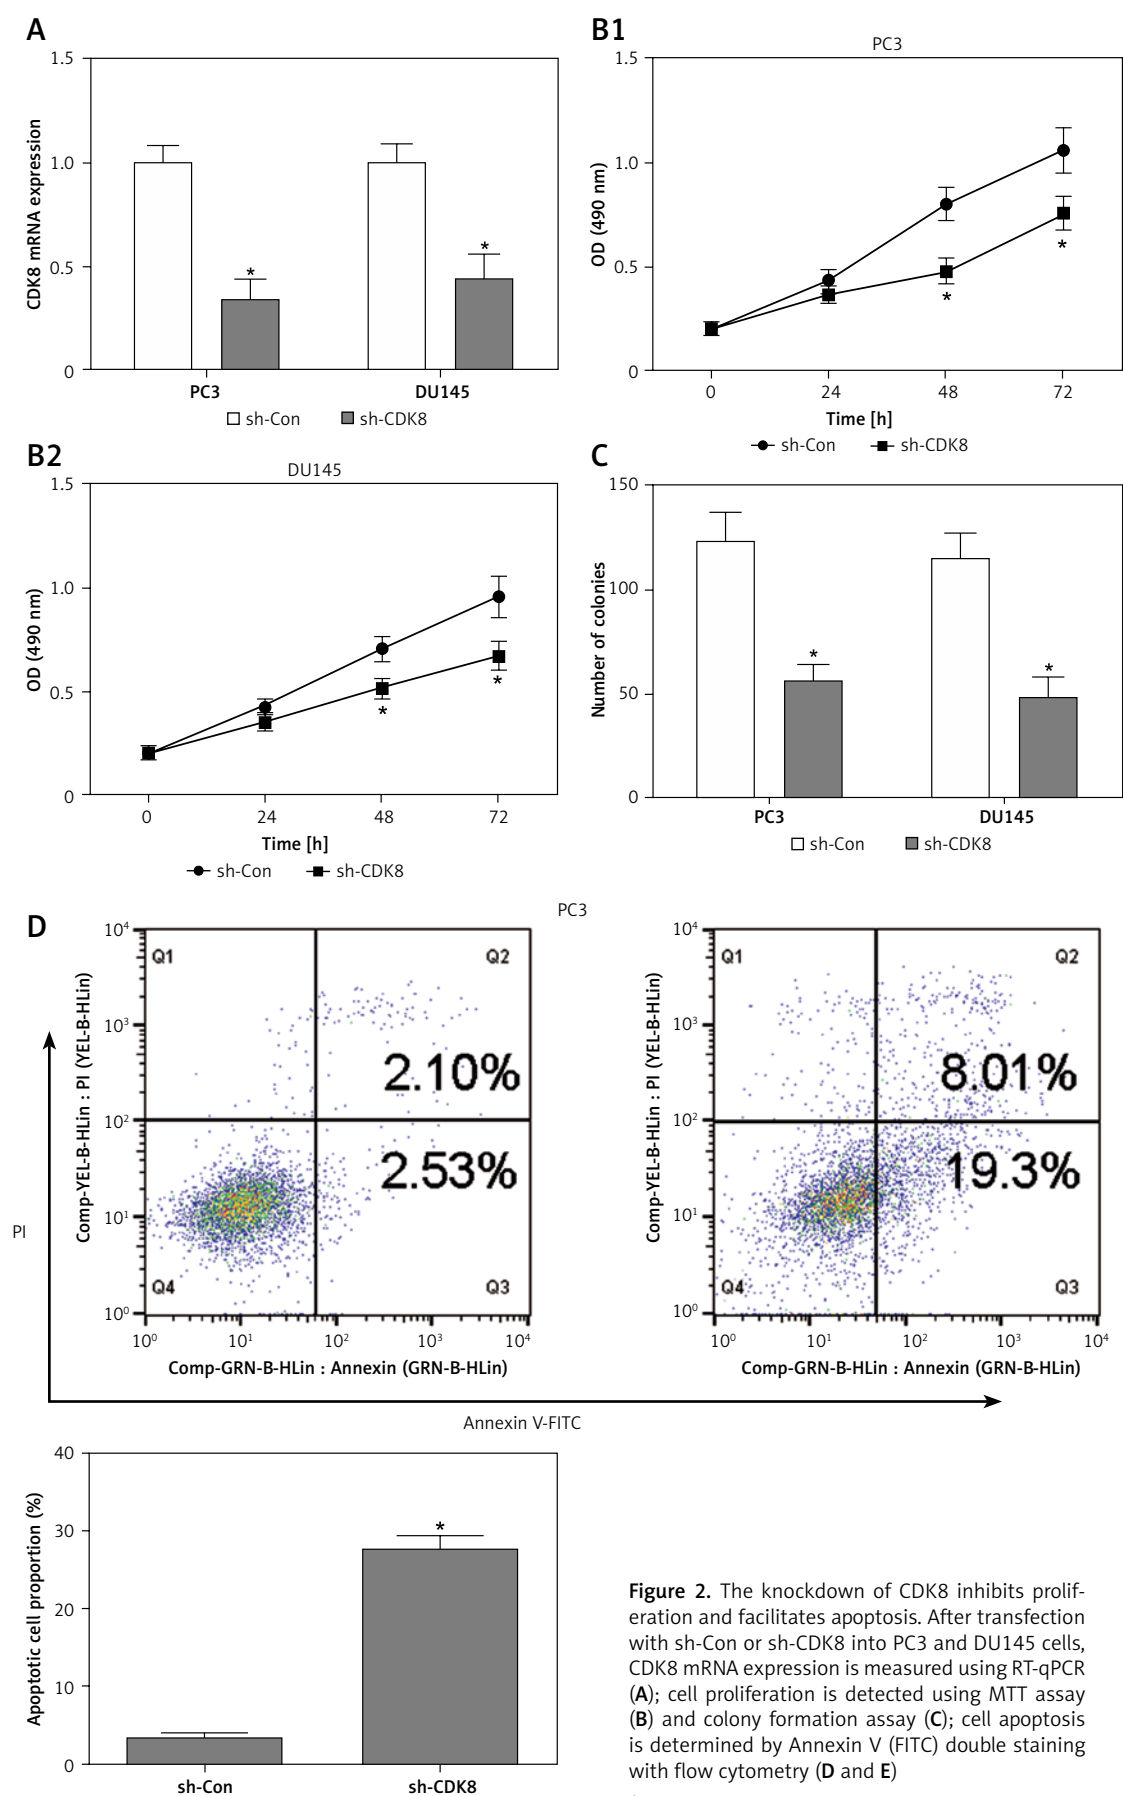 A
1.5
1.0
0.5
0
CDK8 mRNA expression
*
*
PC3
DU145
sh-Con
sh-CDK8
B1
PC3
1.5
1.0
0.5
0
OD (490 nm)
*
*
0
24
48
72
Time [h]
sh-Con
sh-CDK8
B2
DU145
1.5
1.0
0.5
0
OD (490 nm)
*
*
0
24
48
72
Time [h]
sh-Con
sh-CDK8
C
150
100
50
0
Number of colonies
*
*
PC3
DU145
sh-Con
sh-CDK8
D
PC3
PI
10⁴
10³
10²
10¹
10⁰
Comp-YEL-B-HLin : PI (YEL-B-HLin)
Q1
Q2
2.10%
2.53%
Q4
Q3
10⁰
10¹
10²
10³
10⁴
Comp-GRN-B-HLin : Annexin (GRN-B-HLin)
10⁴
10³
10²
10¹
10⁰
Comp-YEL-B-HLin : PI (YEL-B-HLin)
Q1
Q2
8.01%
19.3%
Q4
Q3
10⁰
10¹
10²
10³
10⁴
Comp-GRN-B-HLin : Annexin (GRN-B-HLin)
Annexin V-FITC
40
30
20
10
0
Apoptotic cell proportion (%)
*
sh-Con
sh-CDK8
Figure 2. The knockdown of CDK8 inhibits prolif-
eration and facilitates apoptosis. After transfection
with sh-Con or sh-CDK8 into PC3 and DU145 cells,
CDK8 mRNA expression is measured using RT-qPCR
(A); cell proliferation is detected using MTT assay
(B) and colony formation assay (C); cell apoptosis
is determined by Annexin V (FITC) double staining
with flow cytometry (D and E)